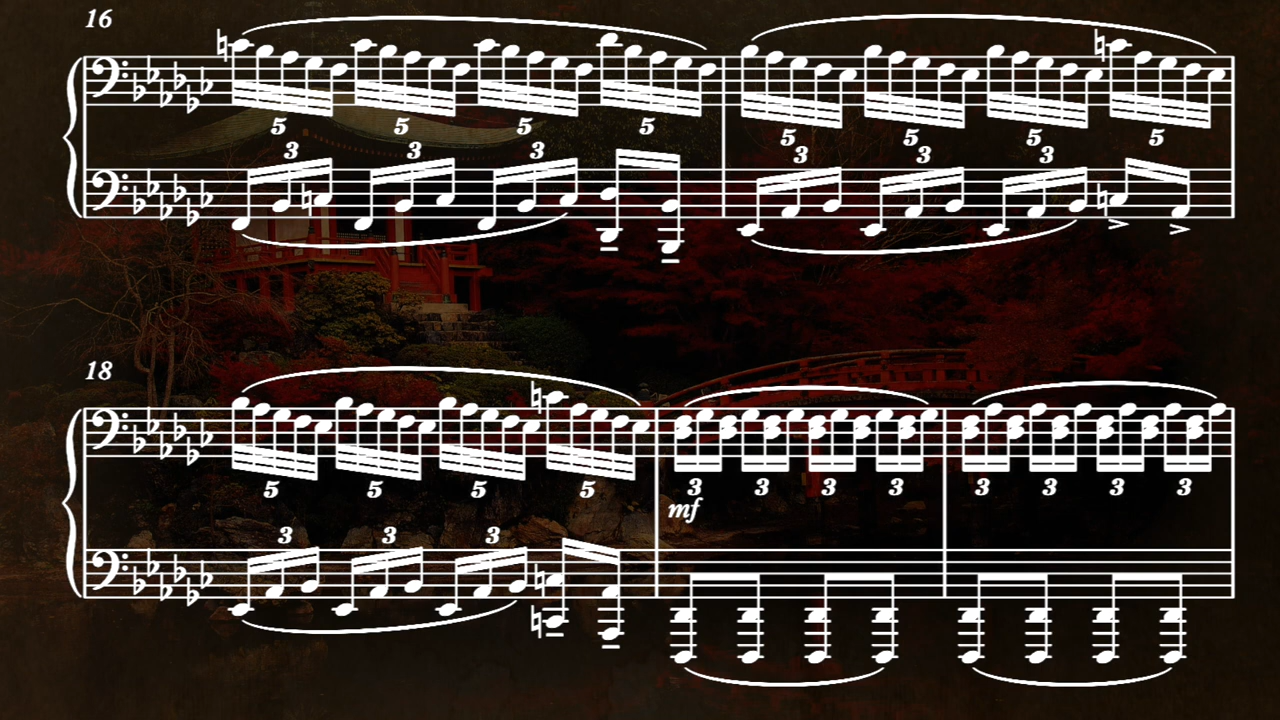 16
5 5 5 5 5 5 5 5
3 3 3 3 3 3
18
5 5 5 5 3 3 3 3 3 3 3 3
mf
3 3 3